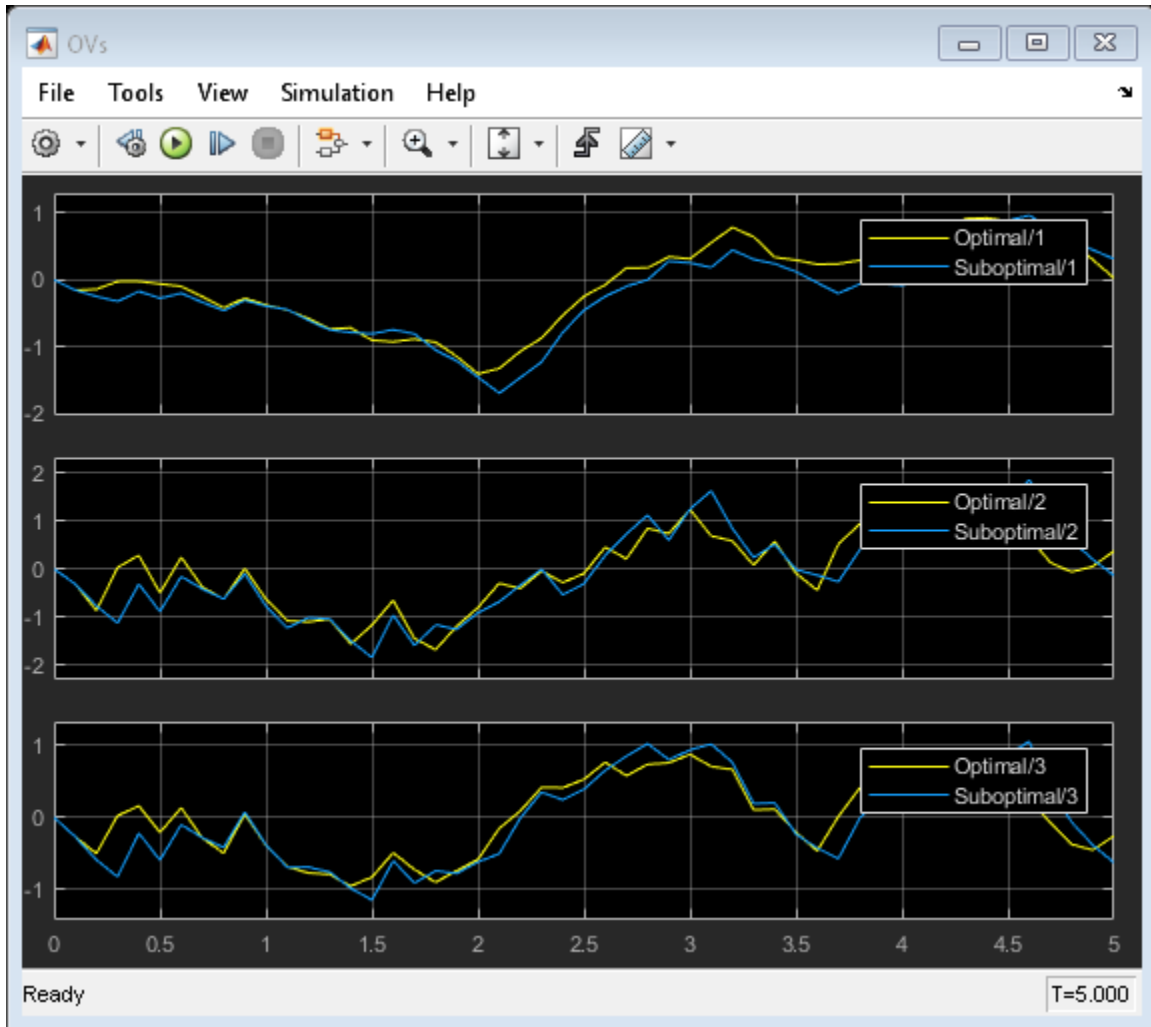 OVs
File Tools View Simulation Help
1
0
-1
-2
Optimal/1
Suboptimal/1
2
1
0
-1
-2
Optimal/2
Suboptimal/2
1
0
-1
Optimal/3
Suboptimal/3
0 0.5 1 1.5 2 2.5 3 3.5 4 4.5 5
Ready T=5.000